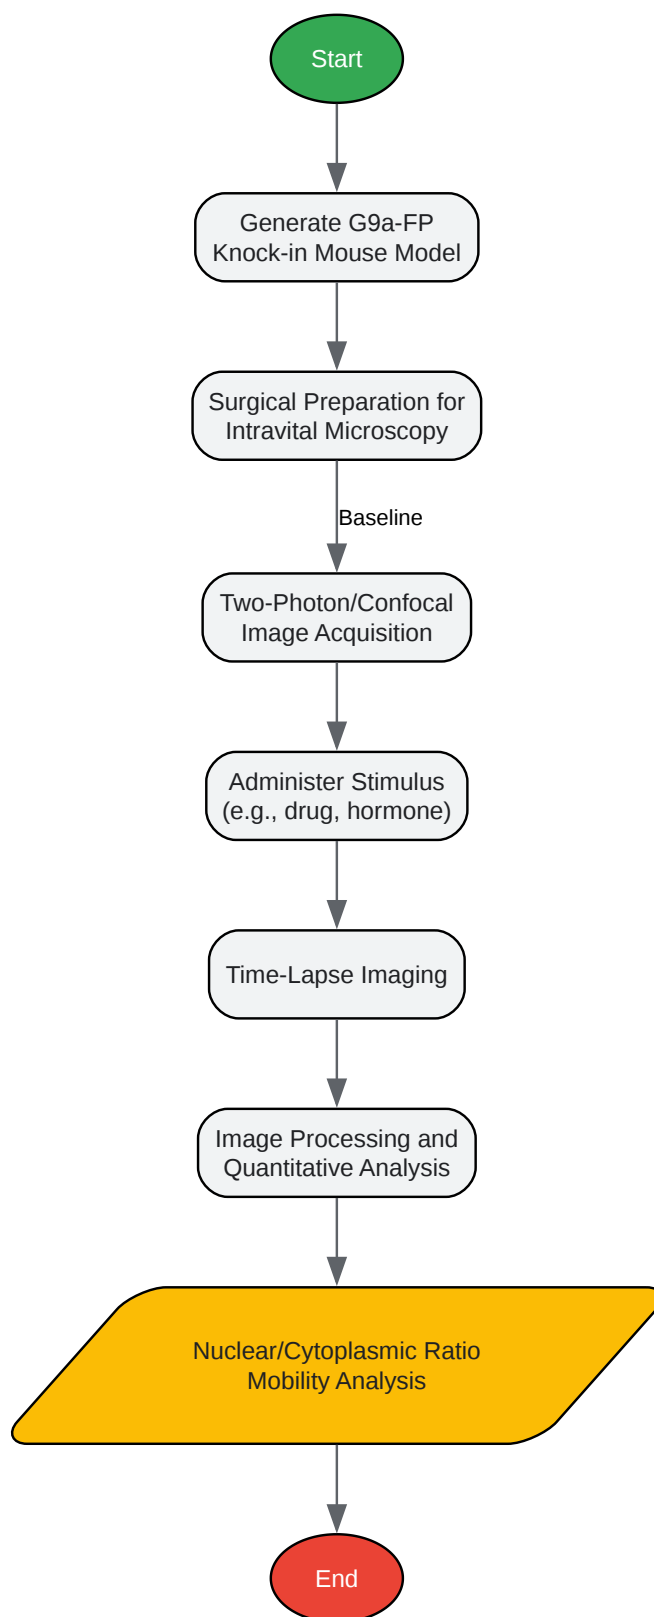 Start
Generate G9a-FP
Knock-in Mouse Model
Surgical Preparation for
Intravital Microscopy
Baseline
Two-Photon/Confocal
Image Acquisition
Administer Stimulus
(e.g., drug, hormone)
Time-Lapse Imaging
Image Processing and
Quantitative Analysis
Nuclear/Cytoplasmic Ratio
Mobility Analysis
End